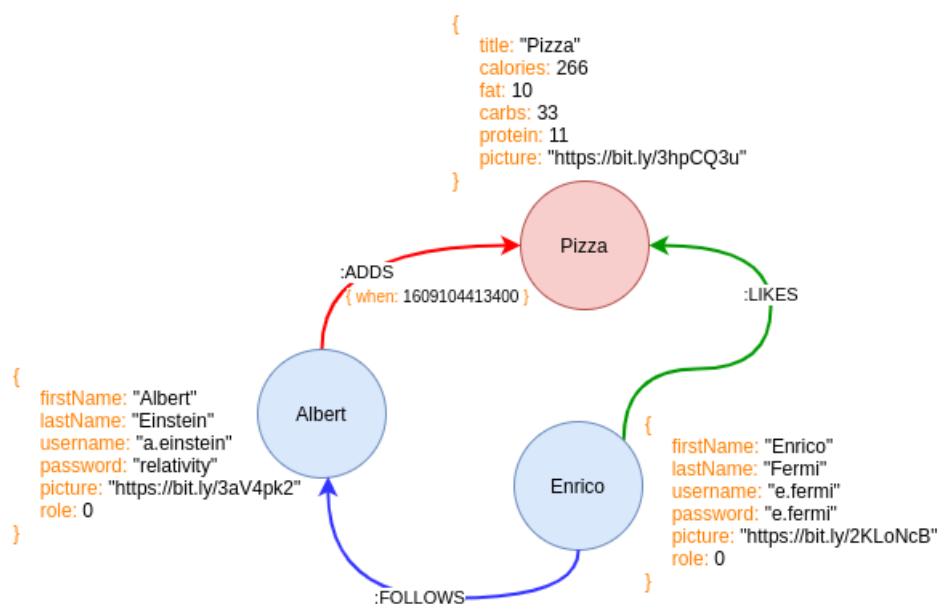 {
title: "Pizza"
calories: 266
fat: 10
carbs: 33
protein: 11
picture: "https://bit.ly/3hpCQ3u"
}
Pizza
:ADDS
{ when: 1609104413400 }
:LIKES
{
firstName: "Albert"
lastName: "Einstein"
username: "a.einstein"
password: "relativity"
picture: "https://bit.ly/3aV4pk2"
role: 0
}
Albert
Enrico
{
firstName: "Enrico"
lastName: "Fermi"
username: "e.fermi"
password: "e.fermi"
picture: "https://bit.ly/2KLoNcB"
role: 0
}
:FOLLOWS